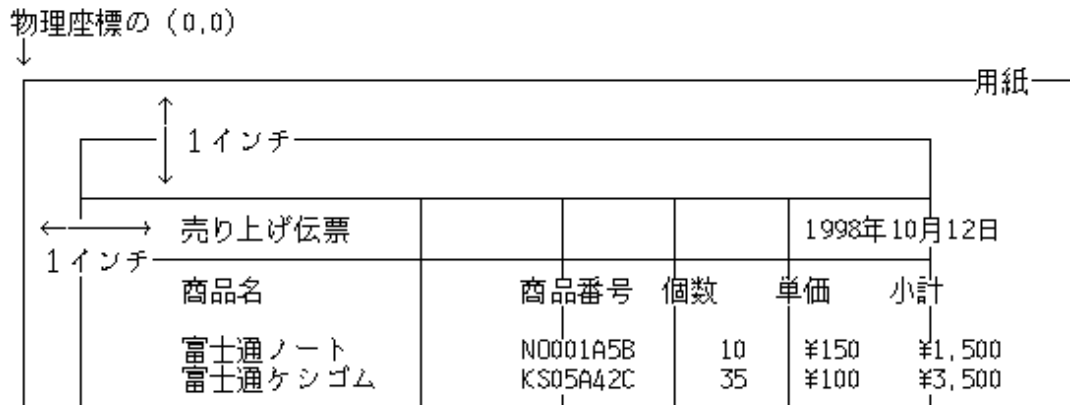 物理座標の (0,0)
用紙
1インチ
売り上げ伝票 1998年10月12日
1インチ
商品名 商品番号 個数 単価 小計
富士通ノート NO001A5B 10 ¥150 ¥1,500
富士通ケシゴム KS05A42C 35 ¥100 ¥3,500